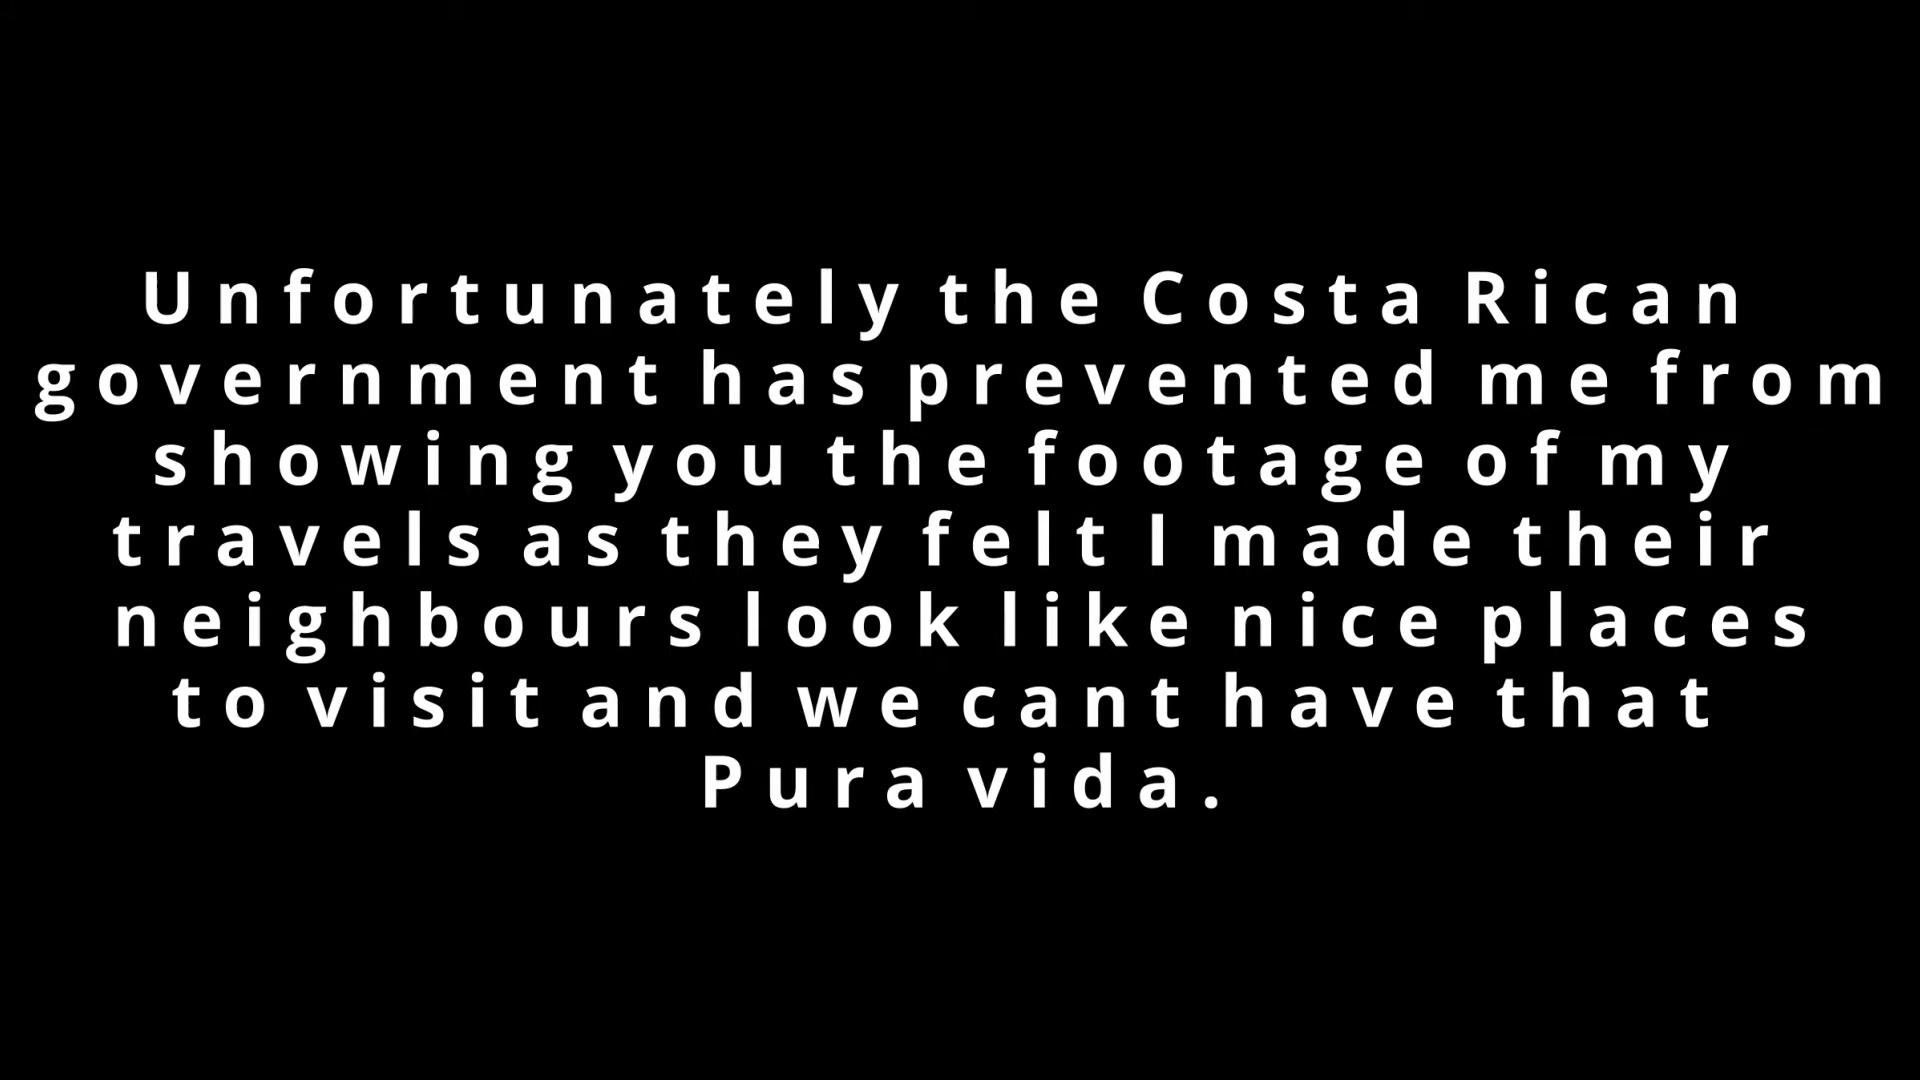 Unfortunately the Costa Rican
government has prevented me from
showing you the footage of my
travels as they felt I made their
neighbours look like nice places
to visit and we cant have that
Pura vida.